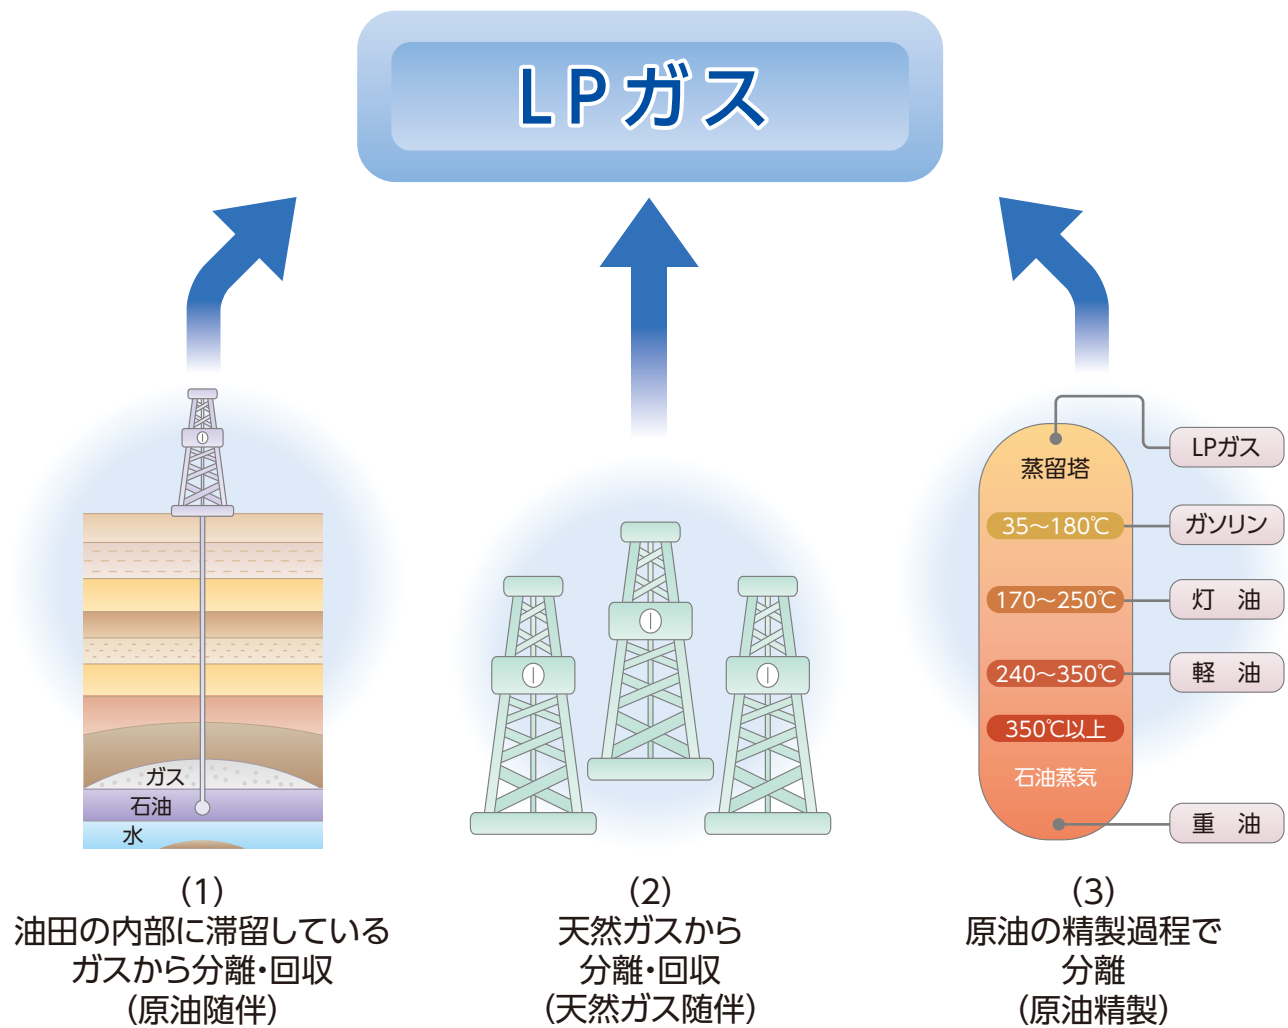 LPガス
ガス
石油
水
(1)
油田の内部に滞留している
ガスから分離・回収
(原油随伴)
(2)
天然ガスから
分離・回収
(天然ガス随伴)
蒸留塔
35〜180℃
170〜250℃
240〜350℃
350℃以上
石油蒸気
LPガス
ガソリン
灯 油
軽 油
重 油
(3)
原油の精製過程で
分離
(原油精製)